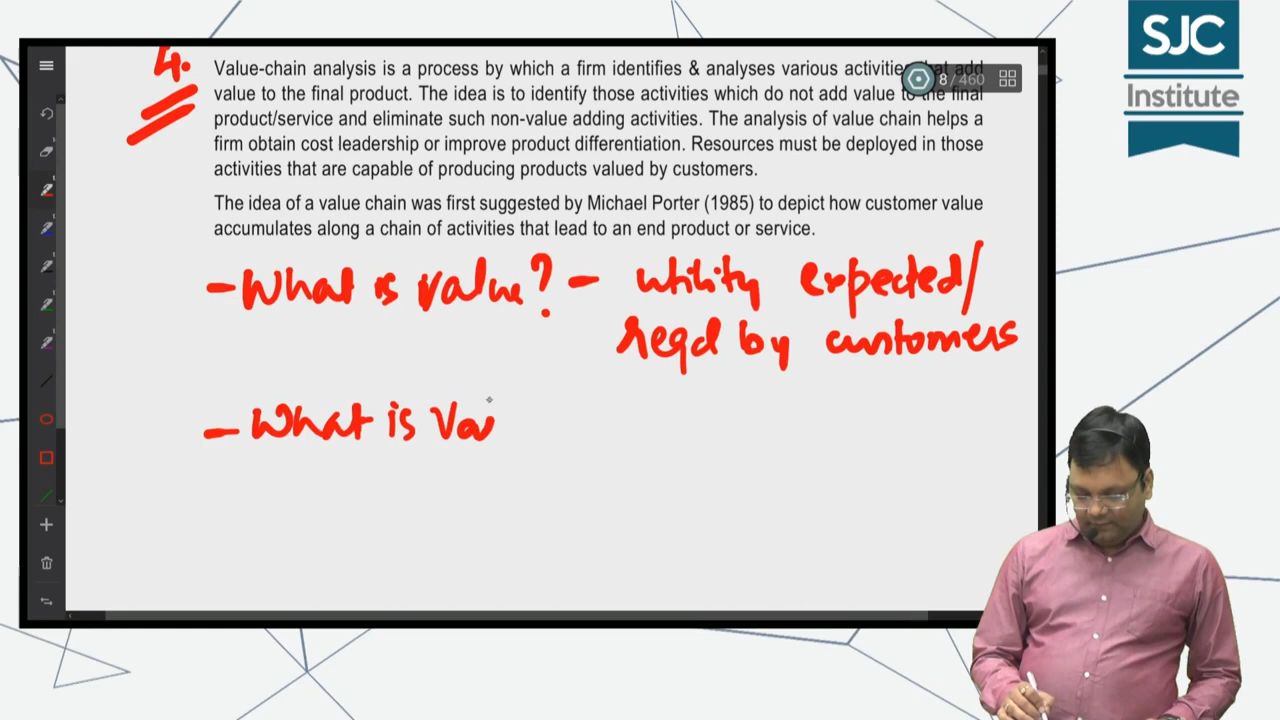 4.
Value-chain analysis is a process by which a firm identifies & analyses various activities that add
value to the final product. The idea is to identify those activities which do not add value to the final
product/service and eliminate such non-value adding activities. The analysis of value chain helps a
firm obtain cost leadership or improve product differentiation. Resources must be deployed in those
activities that are capable of producing products valued by customers.
The idea of a value chain was first suggested by Michael Porter (1985) to depict how customer value
accumulates along a chain of activities that lead to an end product or service.
- What is value? - utility expected/
reqd by customers
- What is Va
8/460
SJC
Institute